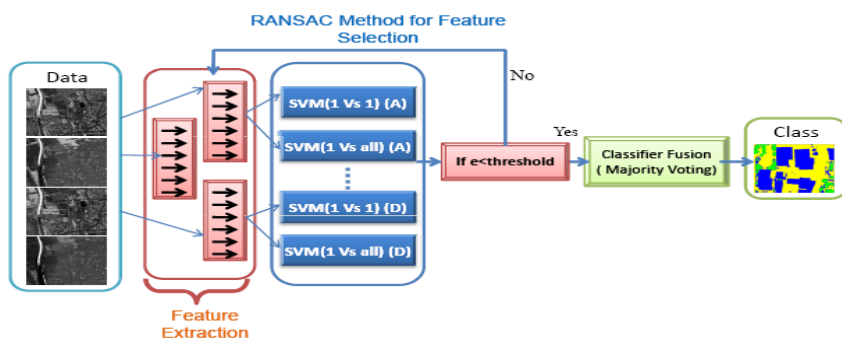 RANSAC Method for Feature
Selection
Data
No
SVM(1 Vs 1) (A)
SVM(1 Vs all) (A)
SVM(1 Vs 1) (D)
SVM(1 Vs all) (D)
If e<threshold
Yes
Classifier Fusion
( Majority Voting)
Class
Feature
Extraction